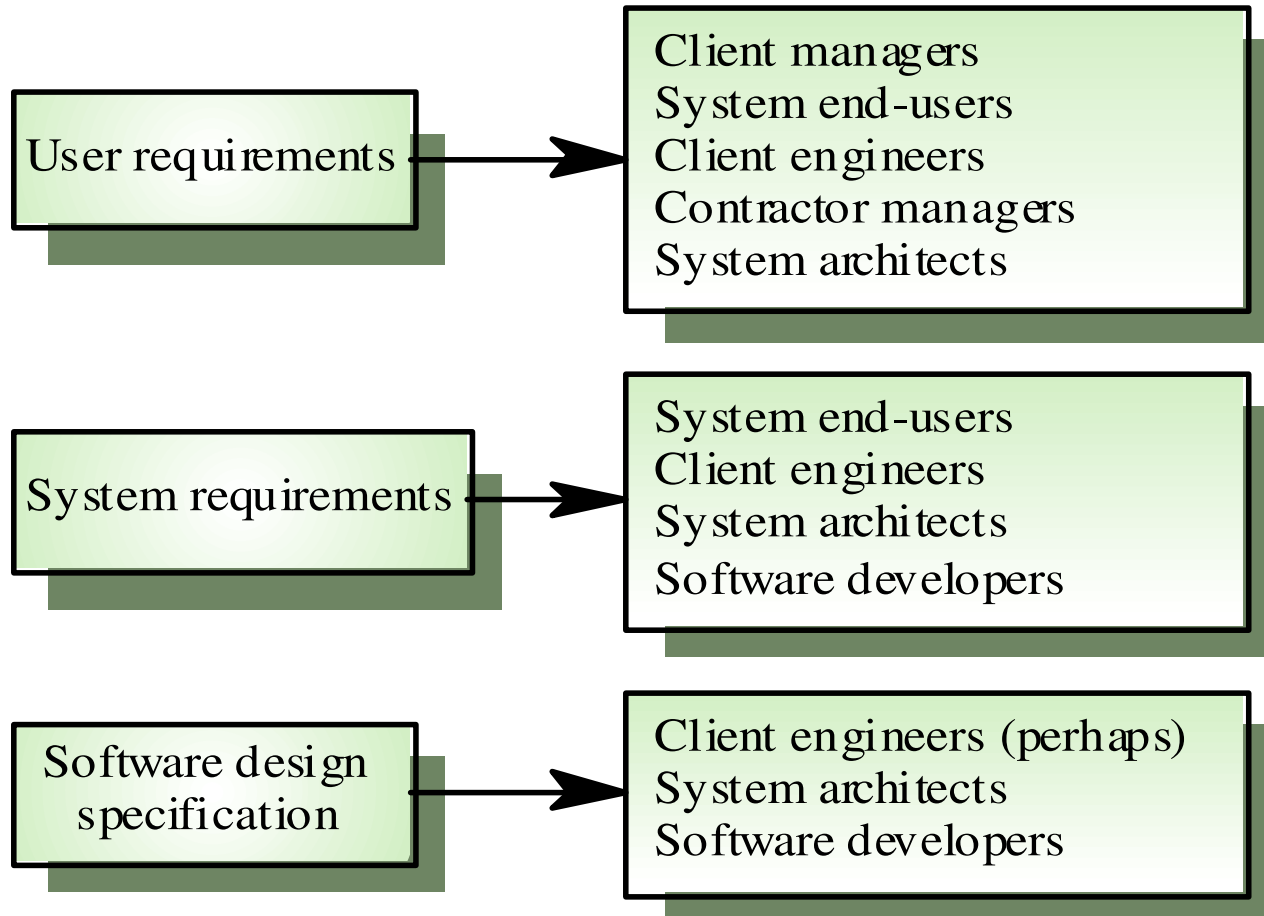 User requirements
Client managers
System end-users
Client engineers
Contractor managers
System architects
System requirements
System end-users
Client engineers
System architects
Software developers
Software design
specification
Client engineers (perhaps)
System architects
Software developers